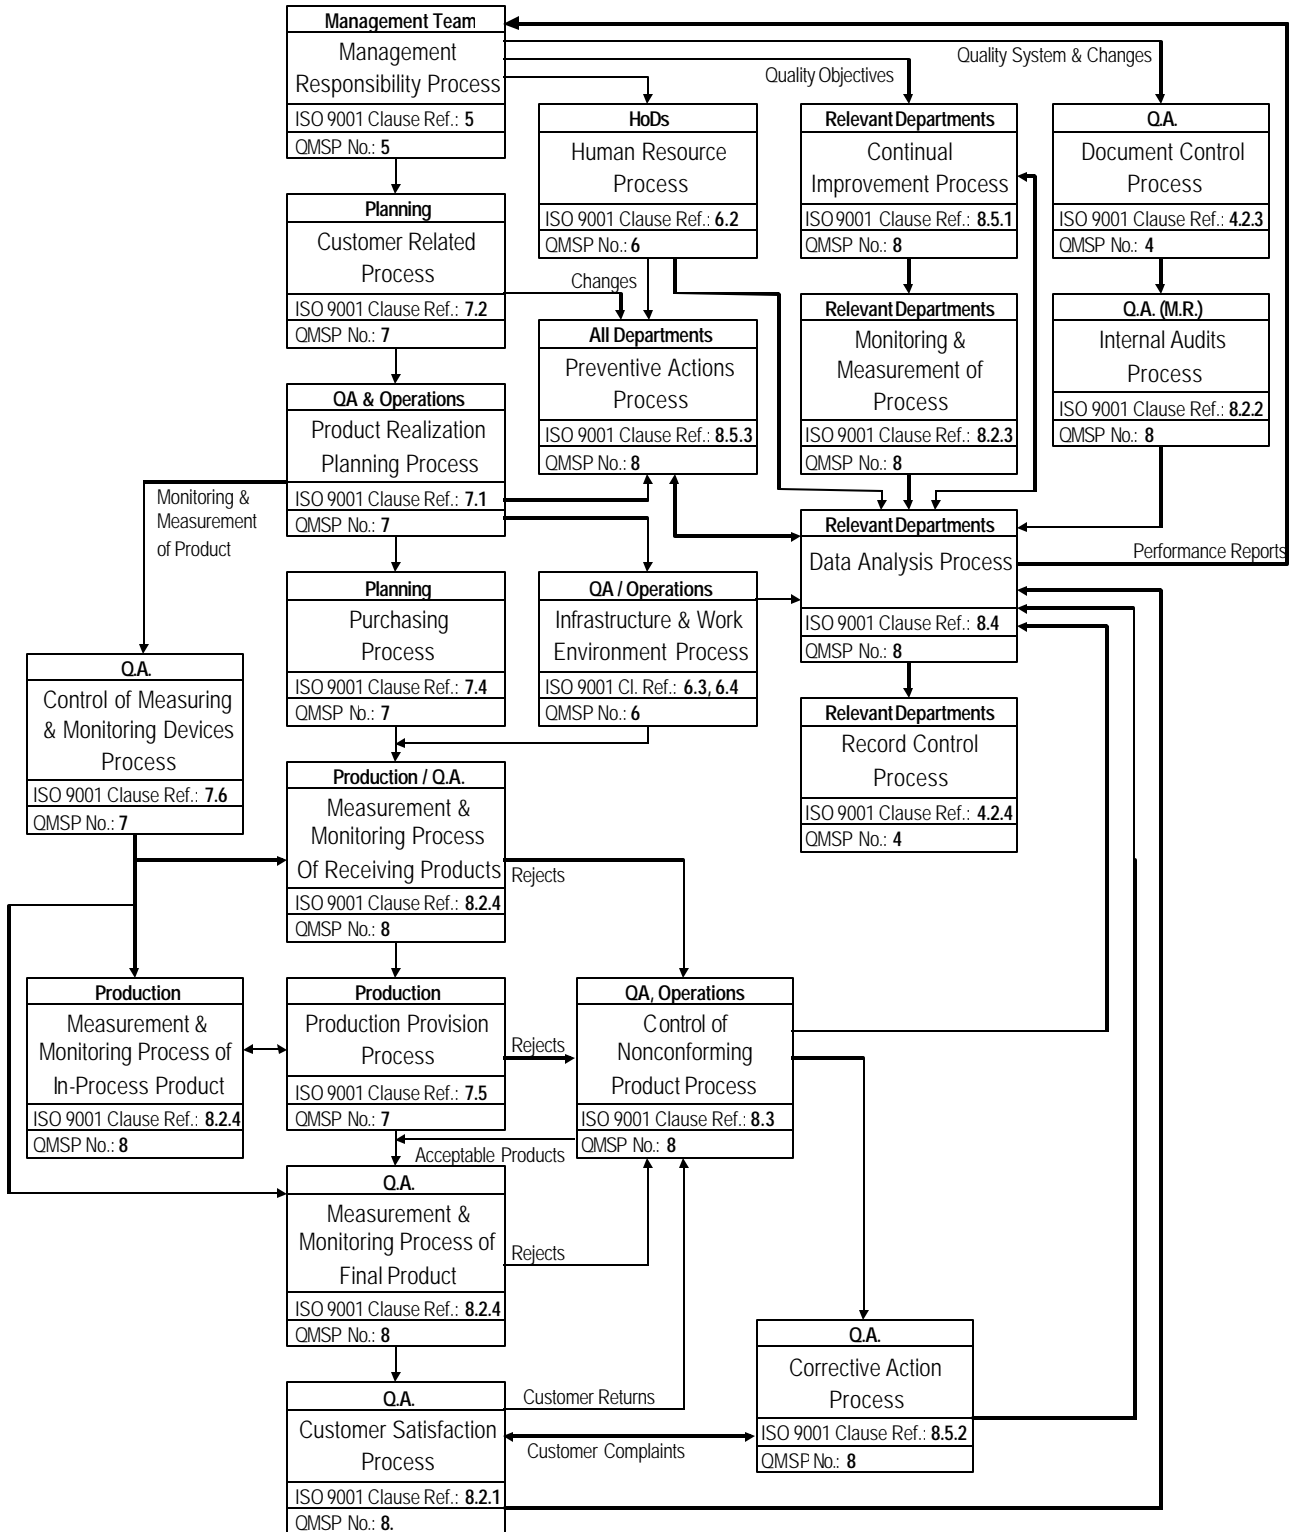 Management Team
Management
Responsibility Process
ISO 9001 Clause Ref.: 5
QMSP No.: 5
Quality System & Changes
Quality Objectives
HoDs
Human Resource
Process
ISO 9001 Clause Ref.: 6.2
QMSP No.: 6
Relevant Departments
Continual
Improvement Process
ISO 9001 Clause Ref.: 8.5.1
QMSP No.: 8
Q.A.
Document Control
Process
ISO 9001 Clause Ref.: 4.2.3
QMSP No.: 4
Planning
Customer Related
Process
ISO 9001 Clause Ref.: 7.2
QMSP No.: 7
Changes
All Departments
Preventive Actions
Process
ISO 9001 Clause Ref.: 8.5.3
QMSP No.: 8
Relevant Departments
Monitoring &
Measurement of
Process
ISO 9001 Clause Ref.: 8.2.3
QMSP No.: 8
Q.A. (M.R.)
Internal Audits
Process
ISO 9001 Clause Ref.: 8.2.2
QMSP No.: 8
QA & Operations
Product Realization
Planning Process
ISO 9001 Clause Ref.: 7.1
QMSP No.: 7
Monitoring &
Measurement
of Product
Relevant Departments
Data Analysis Process
ISO 9001 Clause Ref.: 8.4
QMSP No.: 8
Performance Reports
Planning
Purchasing
Process
ISO 9001 Clause Ref.: 7.4
QMSP No.: 7
QA / Operations
Infrastructure & Work
Environment Process
ISO 9001 Cl. Ref.: 6.3, 6.4
QMSP No.: 6
Q.A.
Control of Measuring
& Monitoring Devices
Process
ISO 9001 Clause Ref.: 7.6
QMSP No.: 7
Relevant Departments
Record Control
Process
ISO 9001 Clause Ref.: 4.2.4
QMSP No.: 4
Production / Q.A.
Measurement &
Monitoring Process
Of Receiving Products
ISO 9001 Clause Ref.: 8.2.4
QMSP No.: 8
Rejects
Production
Measurement &
Monitoring Process of
In-Process Product
ISO 9001 Clause Ref.: 8.2.4
QMSP No.: 8
Production
Production Provision
Process
ISO 9001 Clause Ref.: 7.5
QMSP No.: 7
Rejects
QA, Operations
Control of
Nonconforming
Product Process
ISO 9001 Clause Ref.: 8.3
QMSP No.: 8
Acceptable Products
Q.A.
Measurement &
Monitoring Process of
Final Product
ISO 9001 Clause Ref.: 8.2.4
QMSP No.: 8
Rejects
Q.A.
Corrective Action
Process
ISO 9001 Clause Ref.: 8.5.2
QMSP No.: 8
Q.A.
Customer Satisfaction
Process
ISO 9001 Clause Ref.: 8.2.1
QMSP No.: 8.
Customer Returns
Customer Complaints